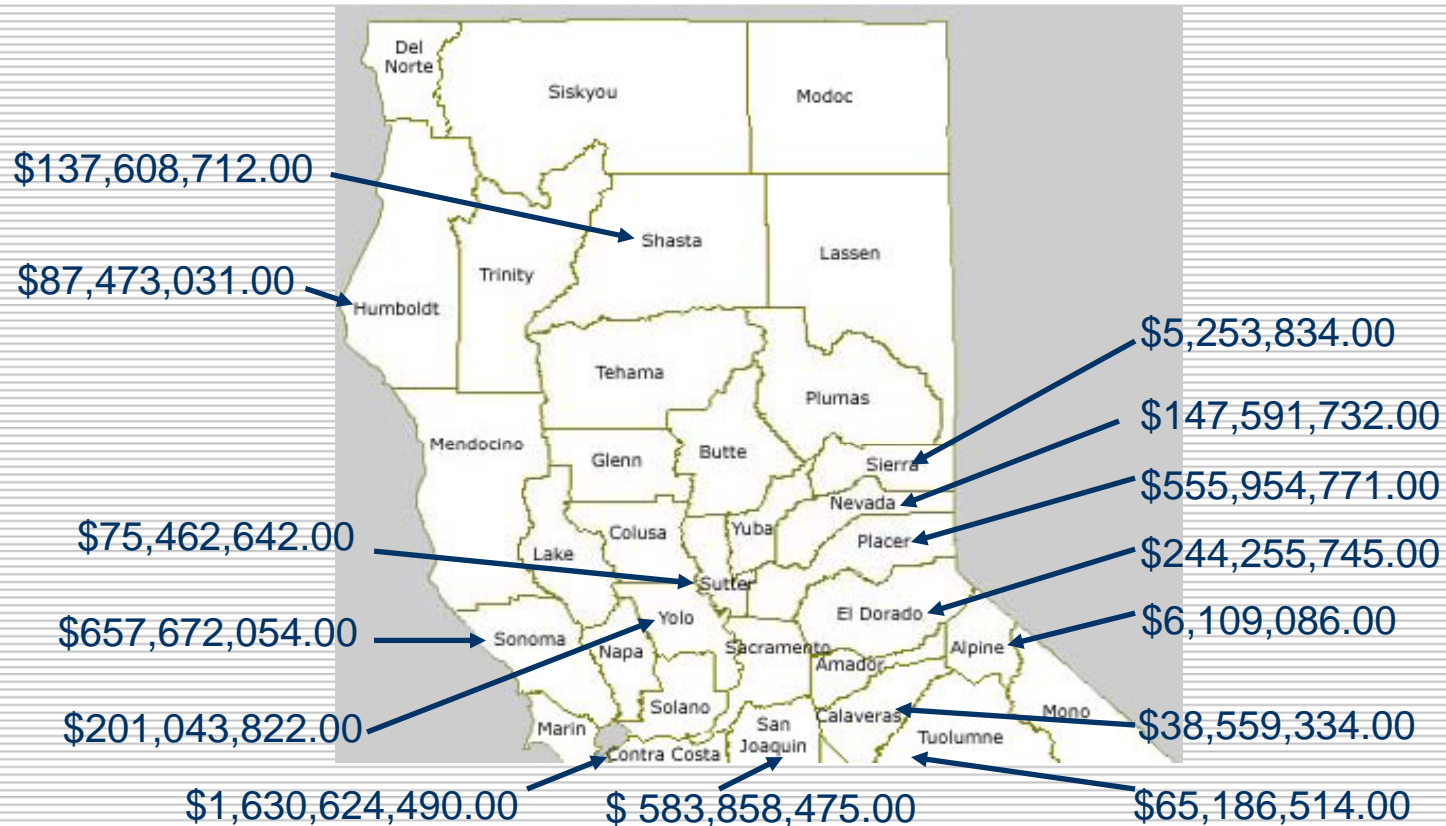 Del
Norte
Siskyou
Modoc
$137,608,712.00
Shasta
Lassen
Trinity
$87,473,031.00
Humboldt
$5,253,834.00
Tehama
Plumas
$147,591,732.00
Mendocino
Butte
Glenn
Sierra
$555,954,771.00
Nevada
$75,462,642.00
Colusa
Yuba
Placer
Lake
$244,255,745.00
Sutter
El Dorado
$6,109,086.00
Yolo
$657,672,054.00
Sonoma
Napa
Sacramento
Alpine
Amador
Solano
$201,043,822.00
Marin
San
Joaquin
Calaveras
Mono
$38,559,334.00
Tuolumne
Contra Costa
$1,630,624,490.00
$ 583,858,475.00
$65,186,514.00